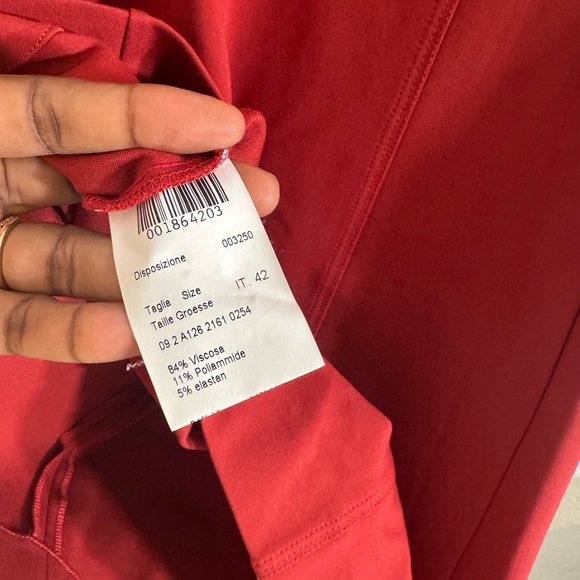 001864203
Disposizione 003250
Taglia Size IT. 42
Taille Groesse
09 2 A126 2161 0254
84% Viscosa
11% Poliammide
5% elastan